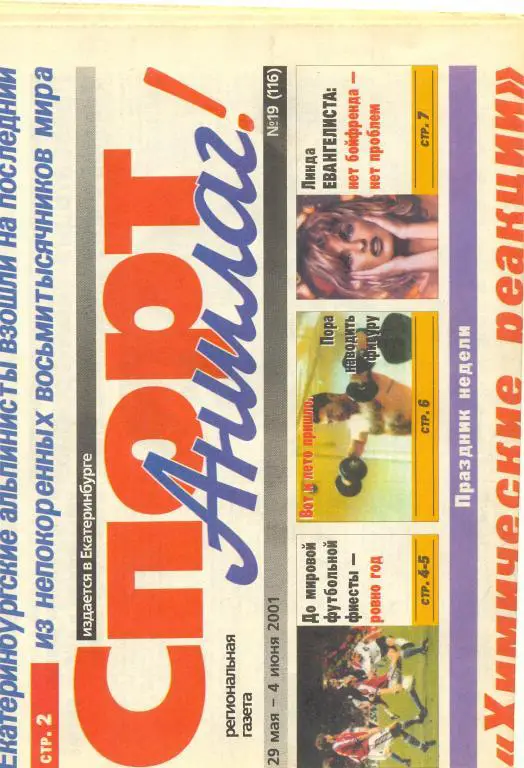 Екатеринбургские альпинисты взошли на последний
из непокоренных восьмитысячников мира
стр. 2
издается в Екатеринбурге
Спорт
Аншлаг!
региональная
газета
29 мая – 4 июня 2001
№19 (116)
До мировой
футбольной
фиесты –
ровно год
стр. 4-5
Вот и лето пришло.
Пора
наводить
фигуру
стр. 6
Линда
ЕВАНГЕЛИСТА:
нет бойфренда –
нет проблем
стр. 7
Праздник недели
«Химические реакции»